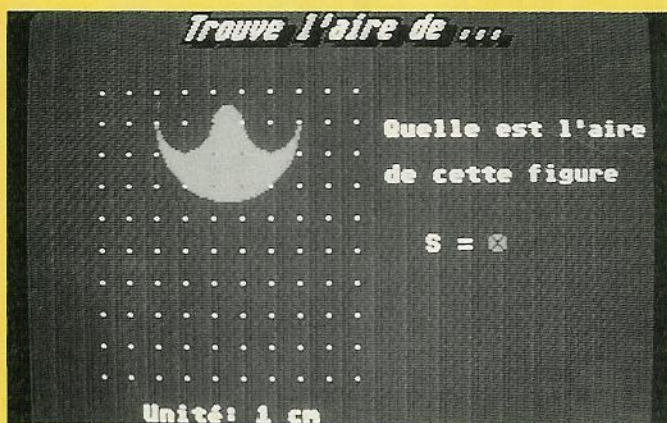 Trouve l'aire de ...
Quelle est l'aire
de cette figure
S =
Unité: 1 cm